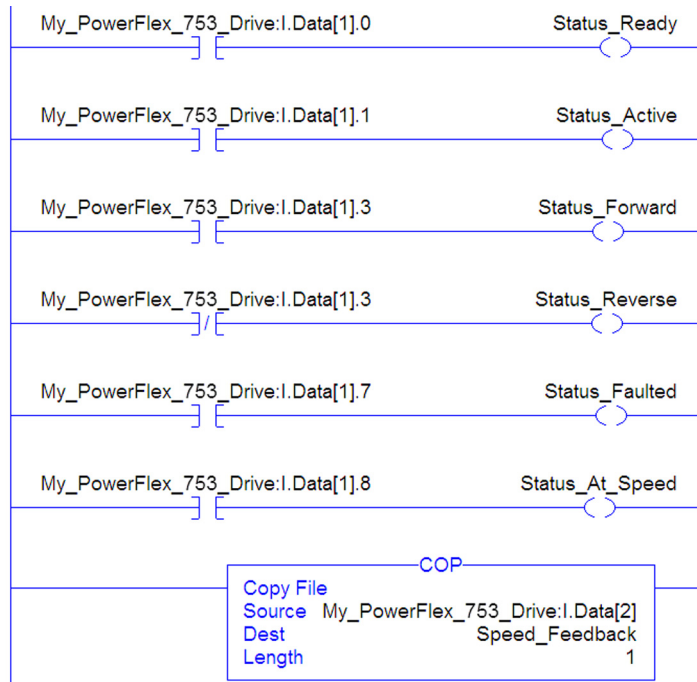 My_PowerFlex_753_Drive:I.Data[1].0 Status_Ready
My_PowerFlex_753_Drive:I.Data[1].1 Status_Active
My_PowerFlex_753_Drive:I.Data[1].3 Status_Forward
My_PowerFlex_753_Drive:I.Data[1].3 Status_Reverse
My_PowerFlex_753_Drive:I.Data[1].7 Status_Faulted
My_PowerFlex_753_Drive:I.Data[1].8 Status_At_Speed
COP
Copy File
Source My_PowerFlex_753_Drive:I.Data[2]
Dest Speed_Feedback
Length 1